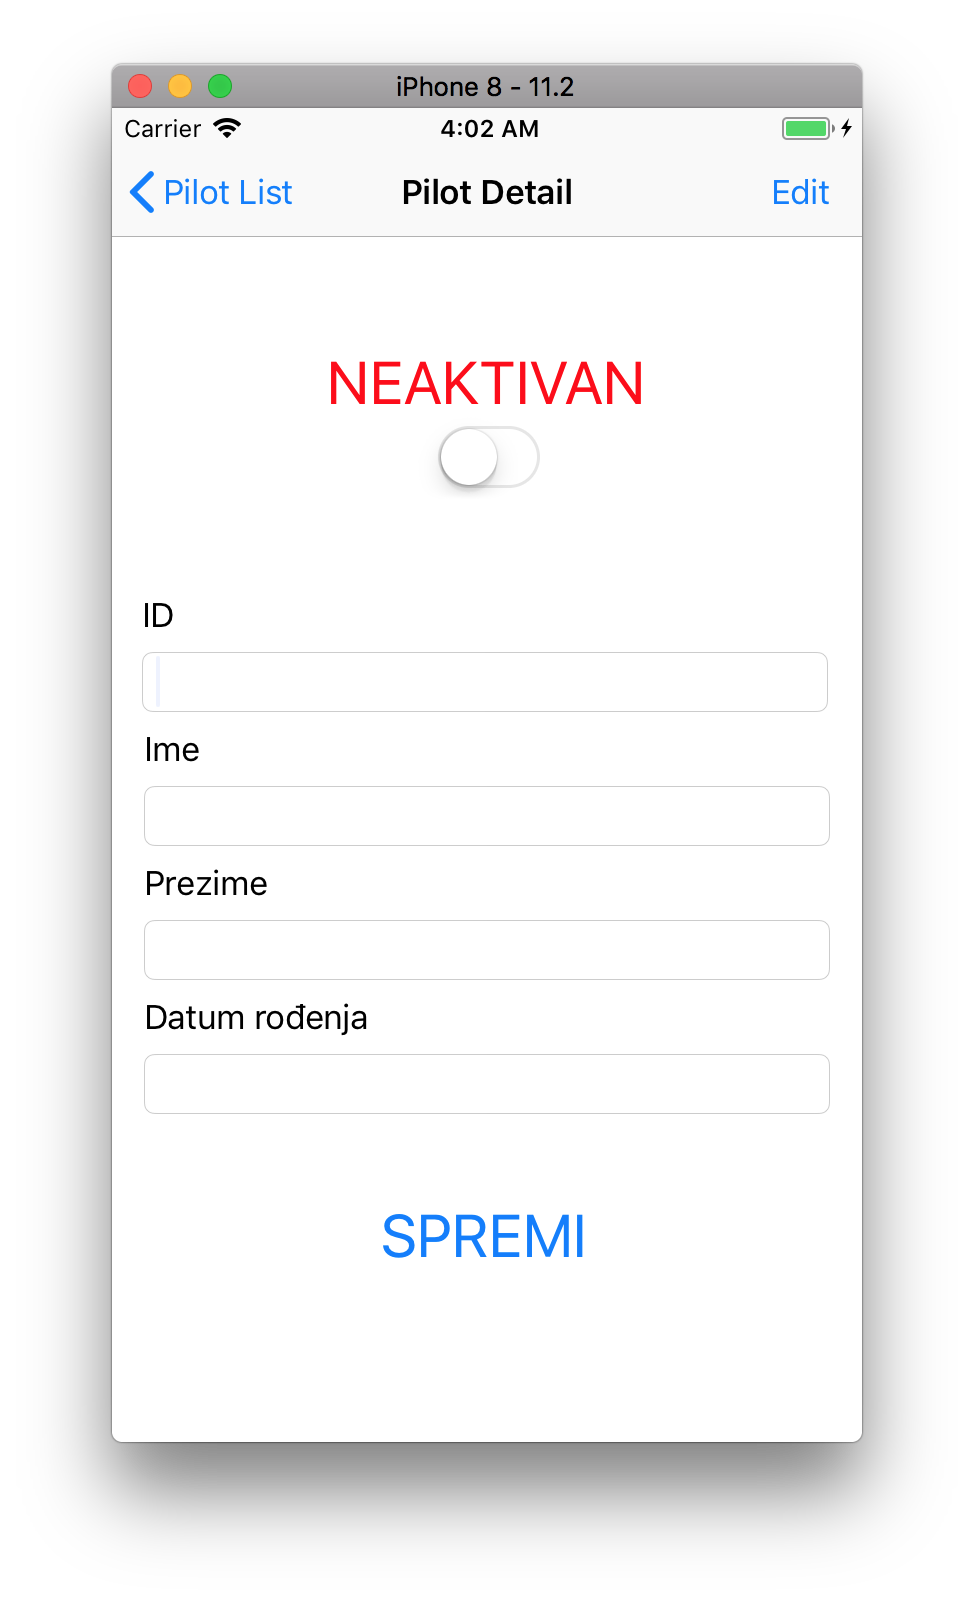 iPhone 8 - 11.2
Carrier 4:02 AM
Pilot List Pilot Detail Edit
NEAKTIVAN
ID
Ime
Prezime
Datum rođenja
SPREMI